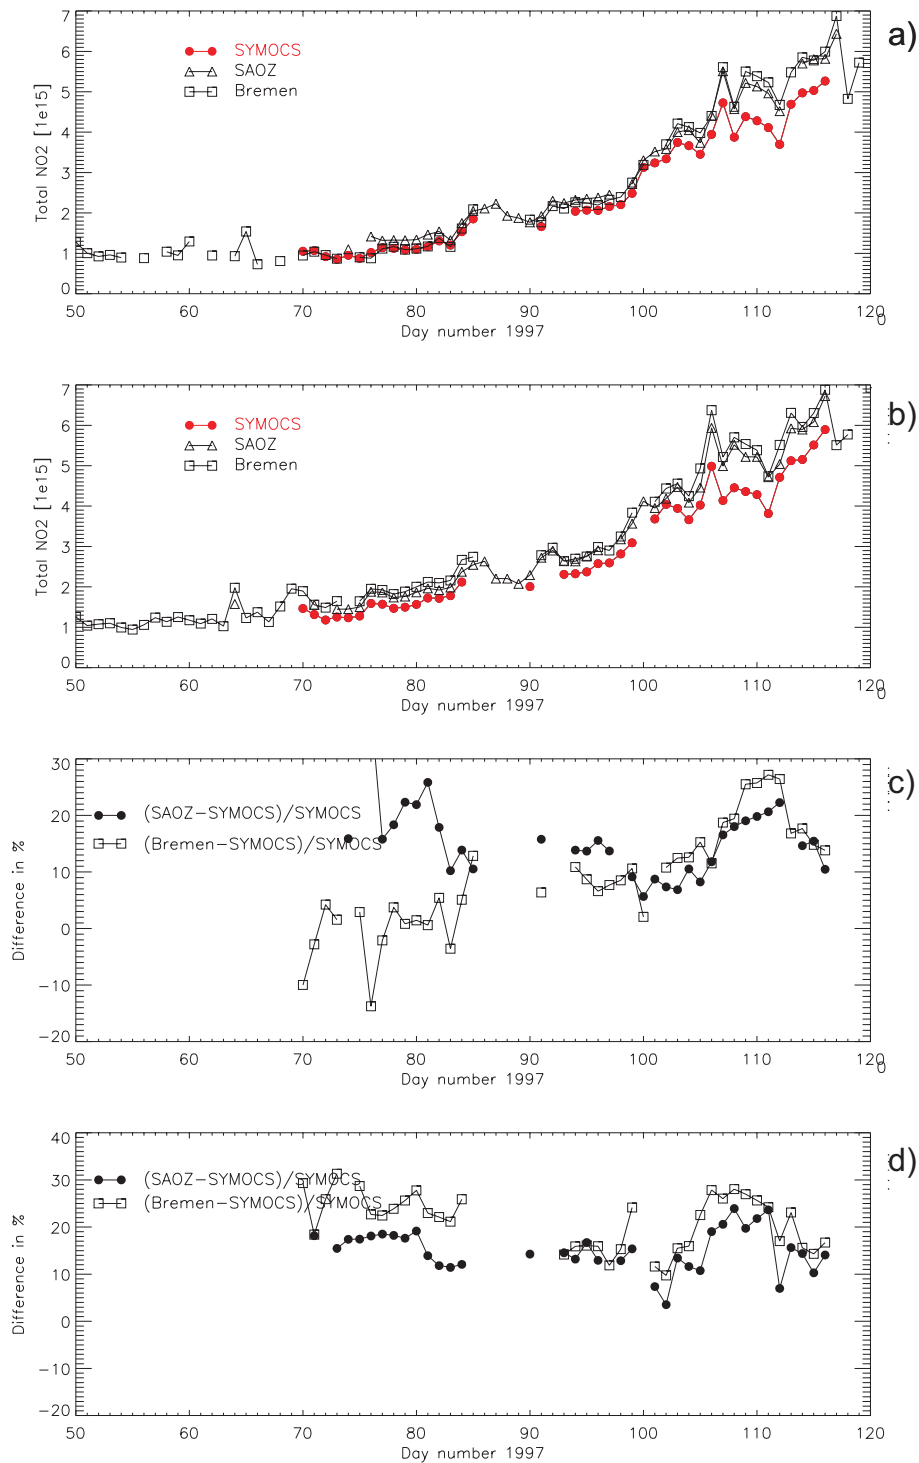 a)
7
6
5
4
3
2
1
0
Total NO2 [1e15]
SYMOCS
SAOZ
Bremen
50 60 70 80 90 100 110 120
0
Day number 1997
b)
7
6
5
4
3
2
1
0
Total NO2 [1e15]
SYMOCS
SAOZ
Bremen
50 60 70 80 90 100 110 120
0
Day number 1997
c)
30
20
10
0
-10
-20
Difference in %
(SAOZ-SYMOCS)/SYMOCS
(Bremen-SYMOCS)/SYMOCS
50 60 70 80 90 100 110 120
0
Day number 1997
d)
40
30
20
10
0
-10
-20
Difference in %
(SAOZ-SYMOCS)/SYMOCS
(Bremen-SYMOCS)/SYMOCS
50 60 70 80 90 100 110 120
Day number 1997